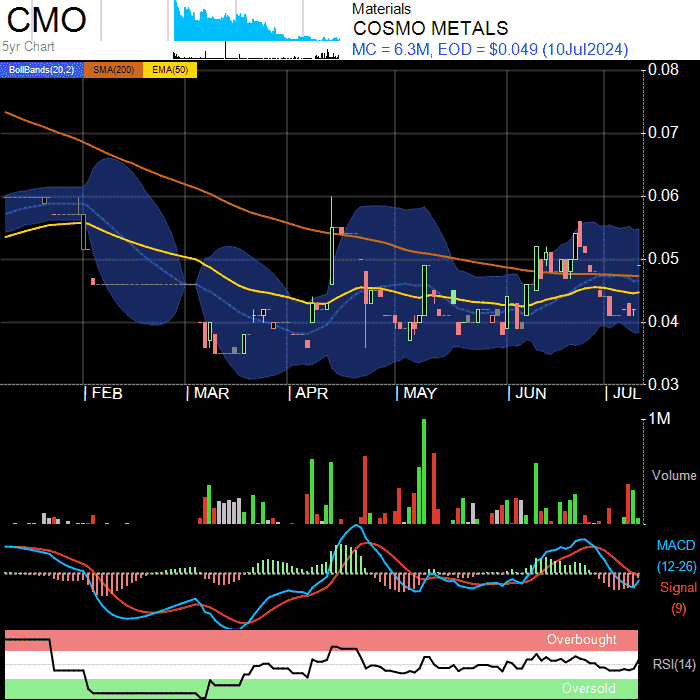 CMO
5yr Chart
Materials
COSMO METALS
MC = 6.3M, EOD = $0.049 (10Jul2024)
BollBands(20,2) SMA(200) EMA(50)
0.08
0.07
0.06
0.05
0.04
0.03
FEB MAR APR MAY JUN JUL
1M
Volume
MACD
(12-26)
Signal
(9)
Overbought
RSI(14)
Oversold